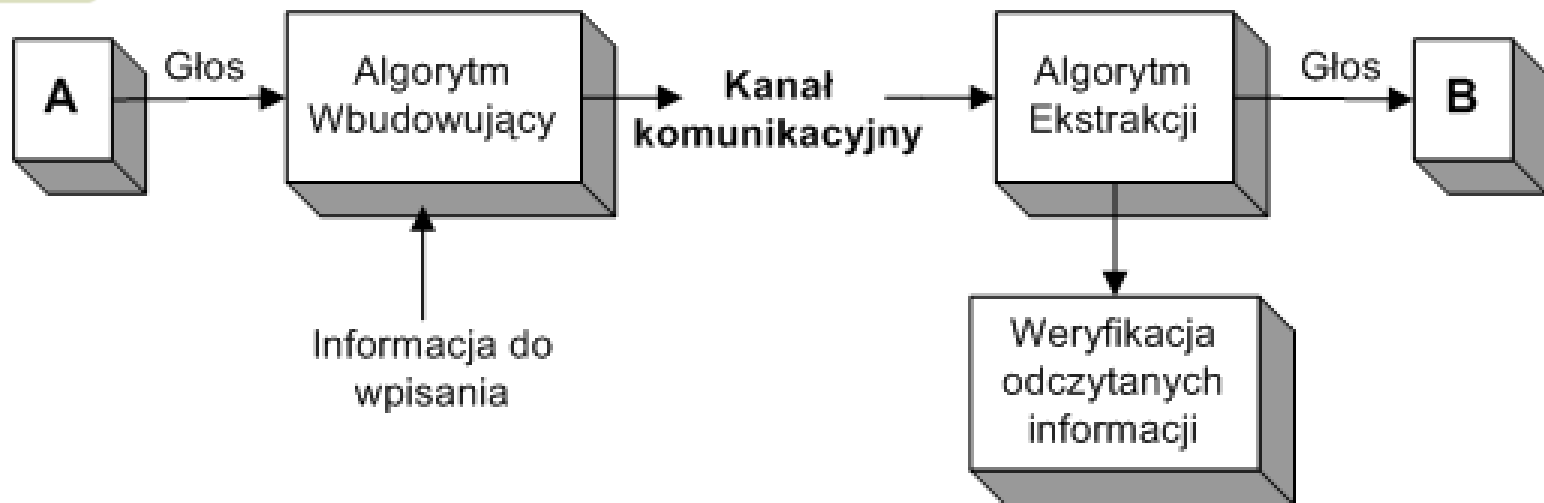 A
Głos
Algorytm
Wbudowujący
Kanał
komunikacyjny
Algorytm
Ekstrakcji
Głos
B
Informacja do
wpisania
Weryfikacja
odczytanych
informacji